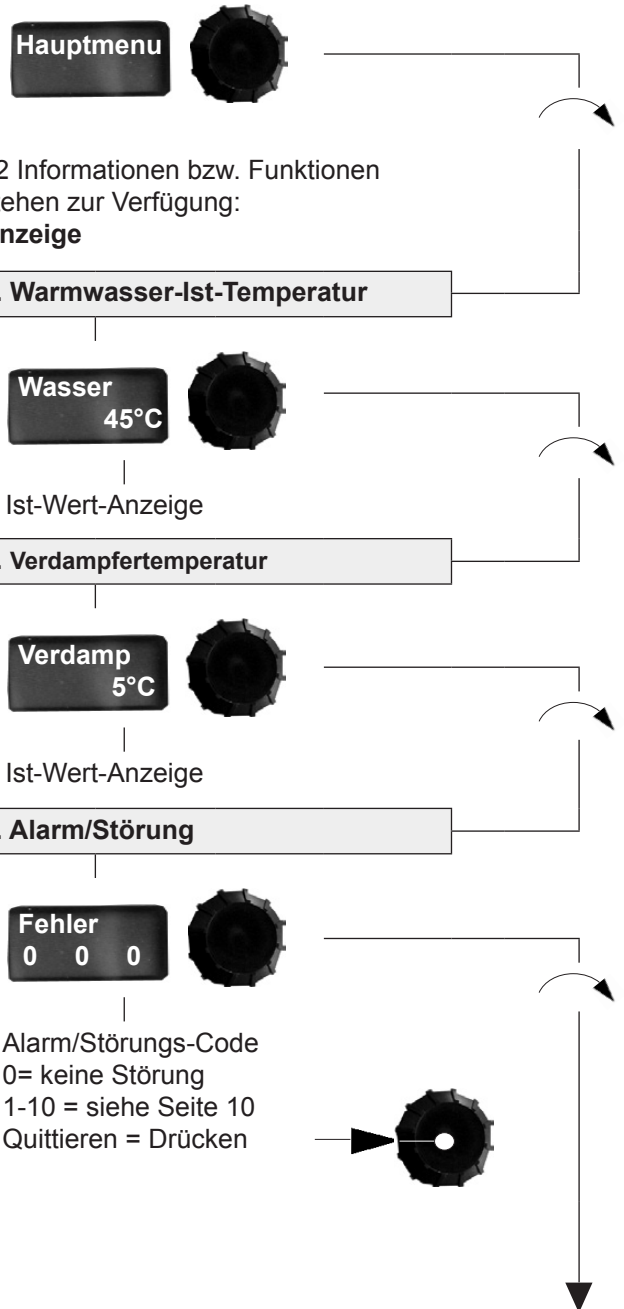 Hauptmenu
2 Informationen bzw. Funktionen
tehen zur Verfügung:
nzeige
. Warmwasser-Ist-Temperatur
Wasser
45°C
Ist-Wert-Anzeige
. Verdampfertemperatur
Verdamp
5°C
Ist-Wert-Anzeige
. Alarm/Störung
Fehler
0 0 0
Alarm/Störungs-Code
0= keine Störung
1-10 = siehe Seite 10
Quittieren = Drücken